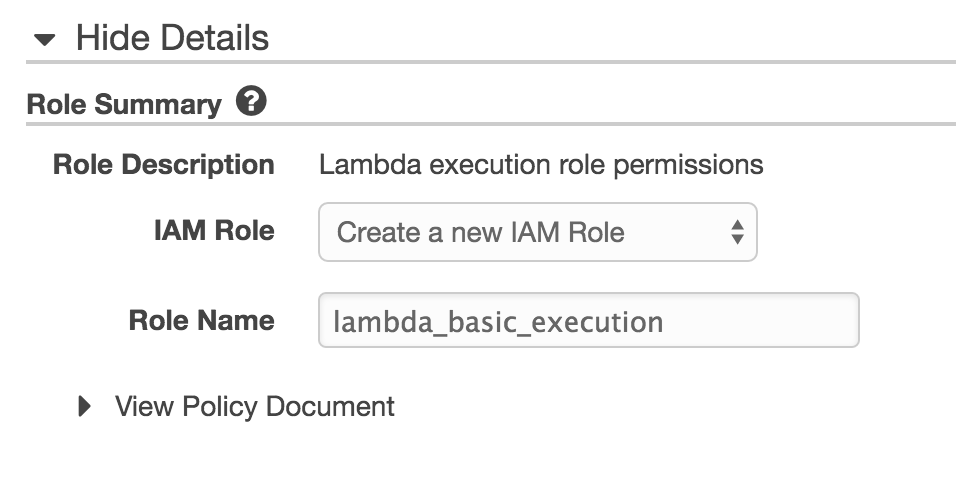 Hide Details
Role Summary ?
Role Description Lambda execution role permissions
IAM Role Create a new IAM Role
Role Name lambda_basic_execution
View Policy Document